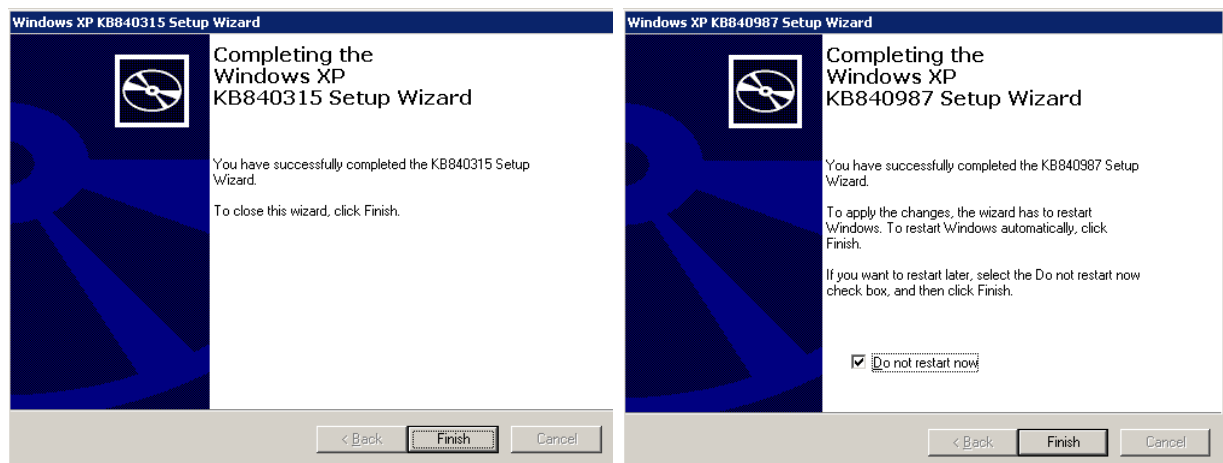 Windows XP KB840315 Setup Wizard
Completing the
Windows XP
KB840315 Setup Wizard
You have successfully completed the KB840315 Setup
Wizard.
To close this wizard, click Finish.
< Back
Finish
Cancel
Windows XP KB840987 Setup Wizard
Completing the
Windows XP
KB840987 Setup Wizard
You have successfully completed the KB840987 Setup
Wizard.
To apply the changes, the wizard has to restart
Windows. To restart Windows automatically, click
Finish.
If you want to restart later, select the Do not restart now
check box, and then click Finish.
Do not restart now
< Back
Finish
Cancel